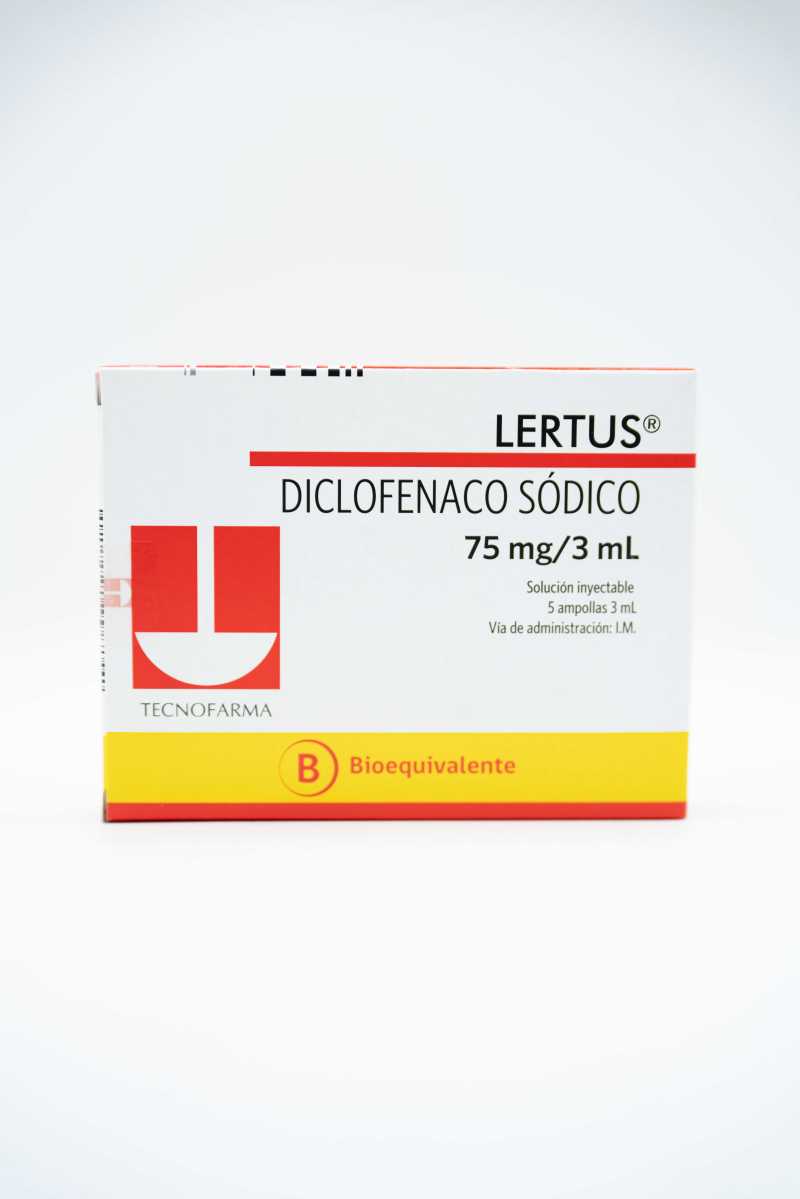 LERTUS®
DICLOFENACO SÓDICO
75 mg/3 mL
Solución inyectable
5 ampollas 3 mL
Vía de administración: I.M.
TECNOFARMA
B Bioequivalente